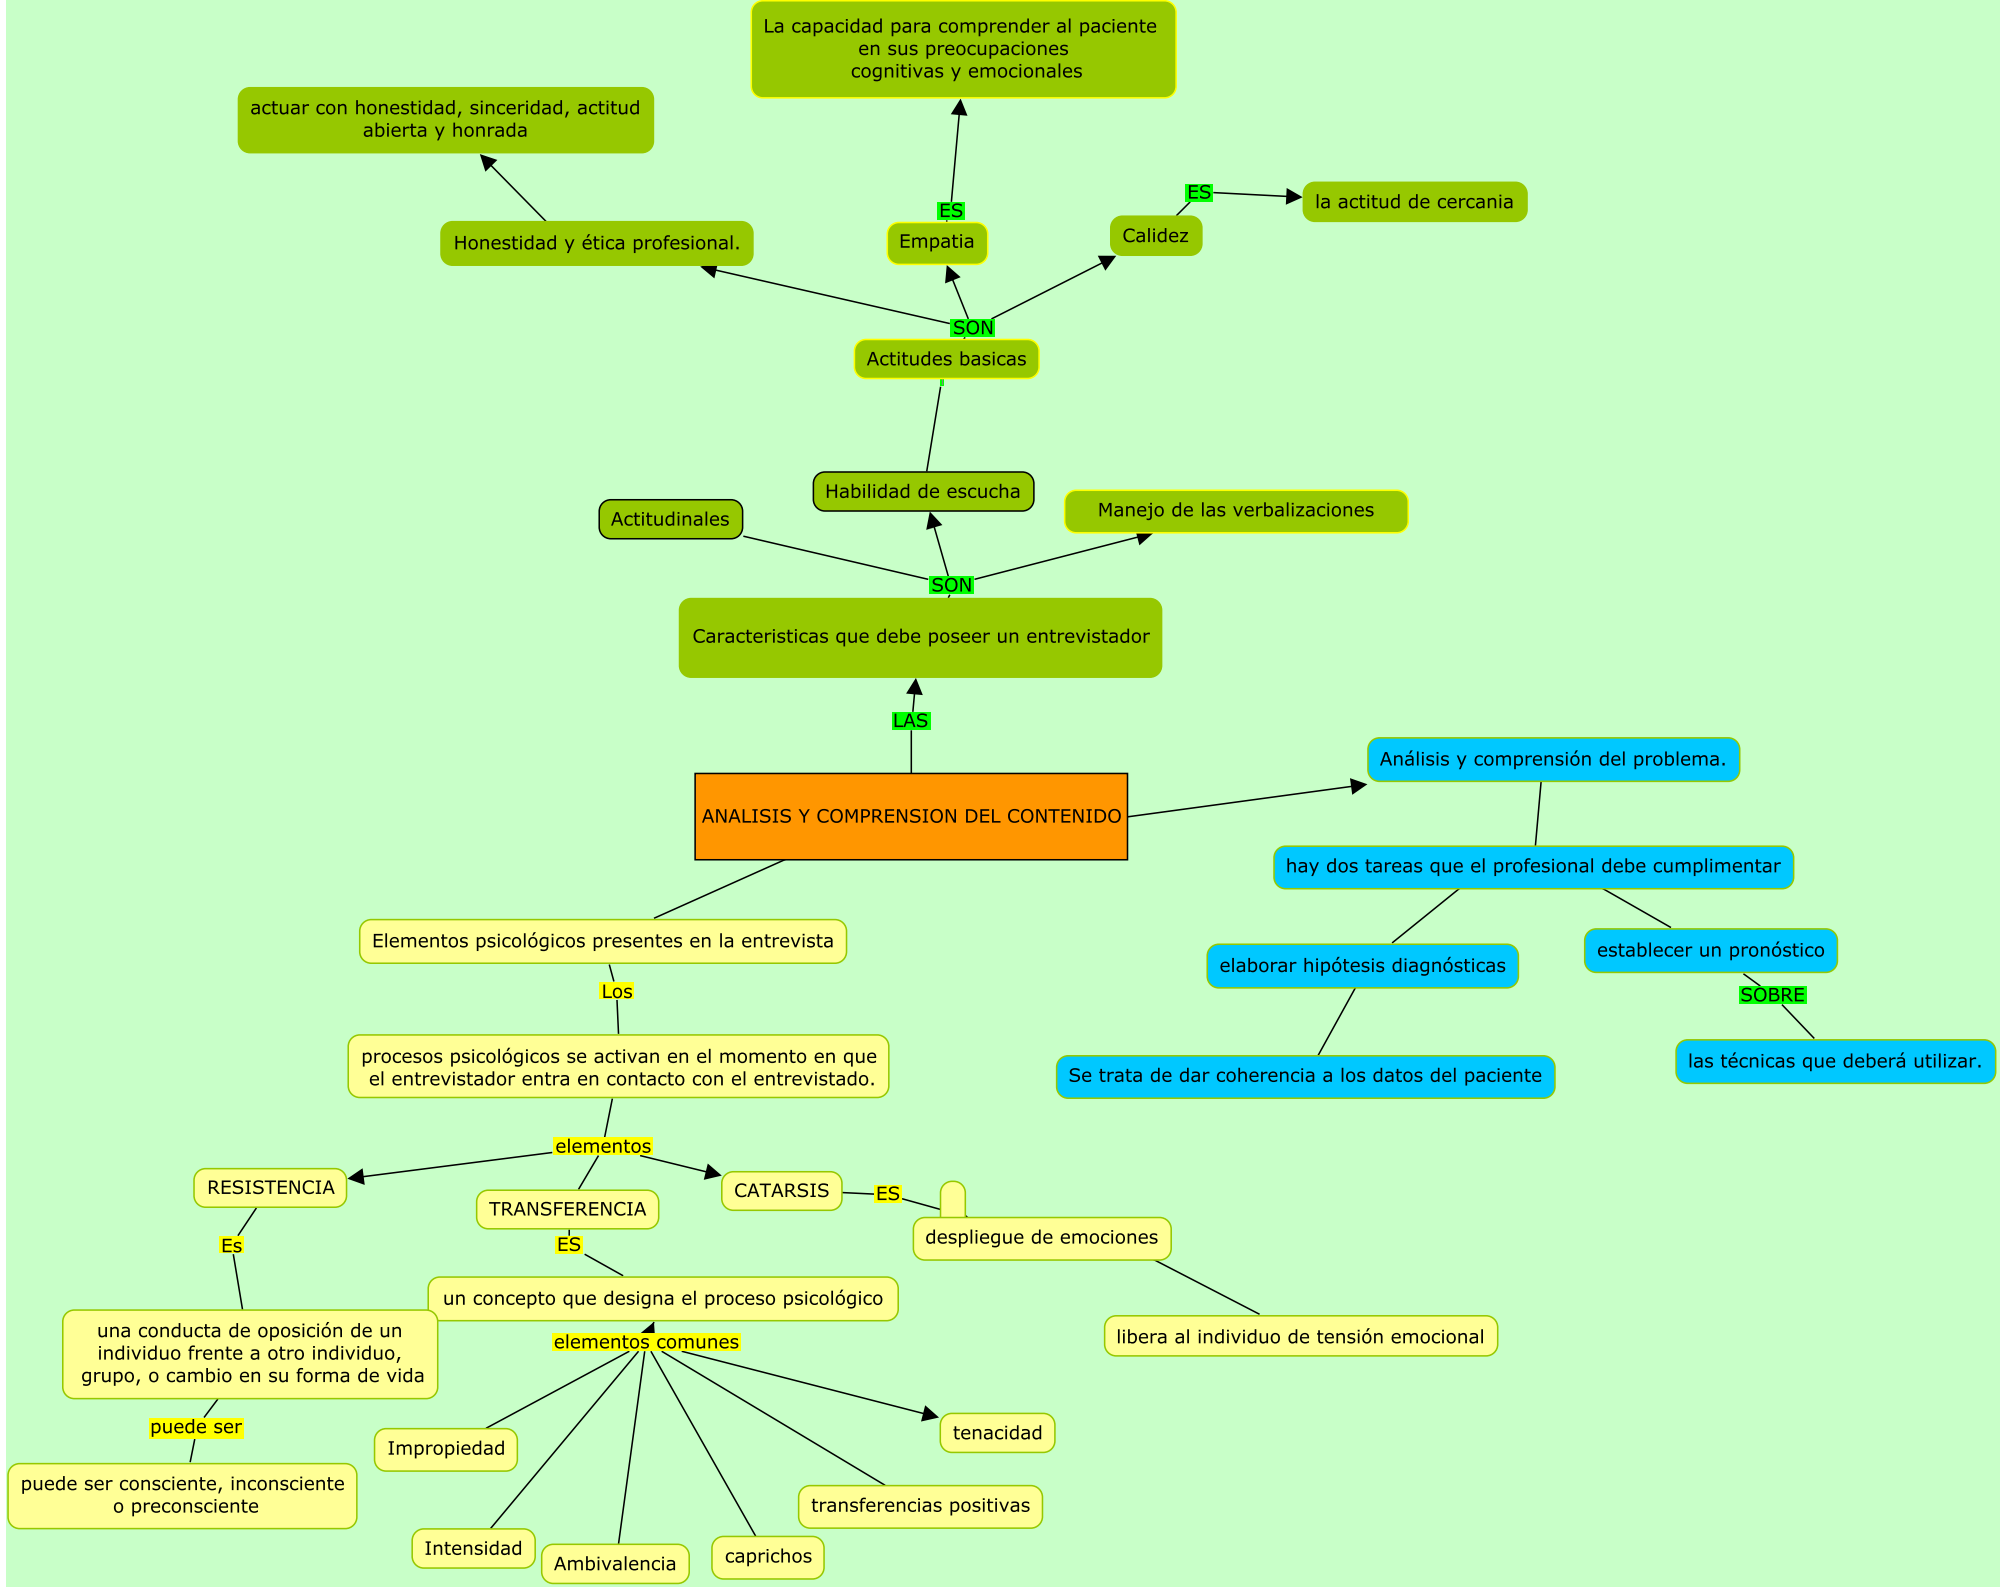 La capacidad para comprender al paciente
en sus preocupaciones
cognitivas y emocionales
actuar con honestidad, sinceridad, actitud
abierta y honrada
ES
la actitud de cercania
ES
Honestidad y ética profesional.
Empatia
Calidez
SON
Actitudes basicas
Habilidad de escucha
Actitudinales
Manejo de las verbalizaciones
SON
Caracteristicas que debe poseer un entrevistador
LAS
Análisis y comprensión del problema.
ANALISIS Y COMPRENSION DEL CONTENIDO
hay dos tareas que el profesional debe cumplimentar
Elementos psicológicos presentes en la entrevista
establecer un pronóstico
elaborar hipótesis diagnósticas
Los
SOBRE
procesos psicológicos se activan en el momento en que
el entrevistador entra en contacto con el entrevistado.
las técnicas que deberá utilizar.
Se trata de dar coherencia a los datos del paciente
elementos
RESISTENCIA
TRANSFERENCIA
CATARSIS
ES
despliegue de emociones
Es
ES
un concepto que designa el proceso psicológico
una conducta de oposición de un
individuo frente a otro individuo,
grupo, o cambio en su forma de vida
elementos comunes
libera al individuo de tensión emocional
puede ser
Impropiedad
tenacidad
puede ser consciente, inconsciente
o preconsciente
transferencias positivas
Intensidad
Ambivalencia
caprichos